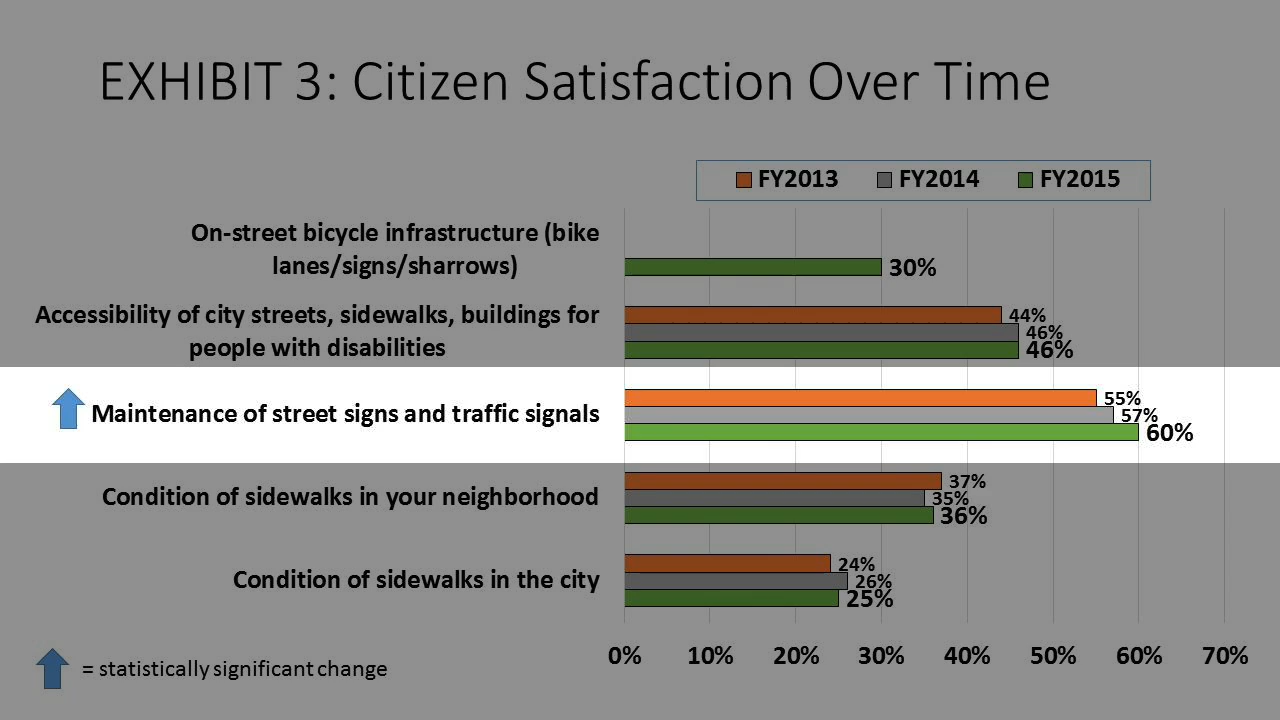 EXHIBIT 3: Citizen Satisfaction Over Time
FY2013 FY2014 FY2015
On-street bicycle infrastructure (bike
lanes/signs/sharrows)
30%
Accessibility of city streets, sidewalks, buildings for
people with disabilities
44%
46%
46%
Maintenance of street signs and traffic signals
55%
57%
60%
Condition of sidewalks in your neighborhood
37%
35%
36%
Condition of sidewalks in the city
24%
26%
25%
0% 10% 20% 30% 40% 50% 60% 70%
= statistically significant change